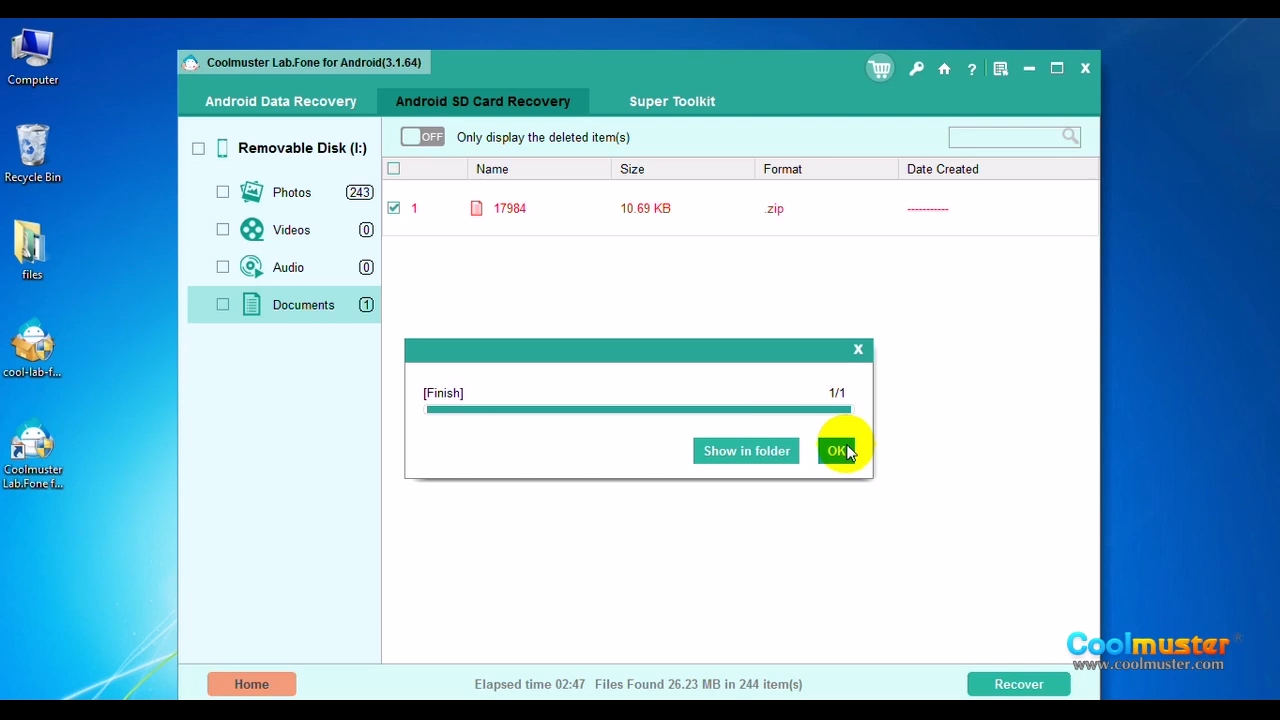 Computer
Recycle Bin
files
cool-lab-f...
Coolmuster
Lab.Fone f...
Coolmuster Lab.Fone for Android(3.1.64)
?
X
Android Data Recovery
Android SD Card Recovery
Super Toolkit
Removable Disk (I:)
Photos 243
Videos 0
Audio 0
Documents 1
OFF Only display the deleted item(s)
Name Size Format Date Created
1 17984 10.69 KB .zip -----------
X
[Finish] 1/1
Show in folder OK
Home
Elapsed time 02:47 Files Found 26.23 MB in 244 item(s)
Recover
Coolmuster®
www.coolmuster.com